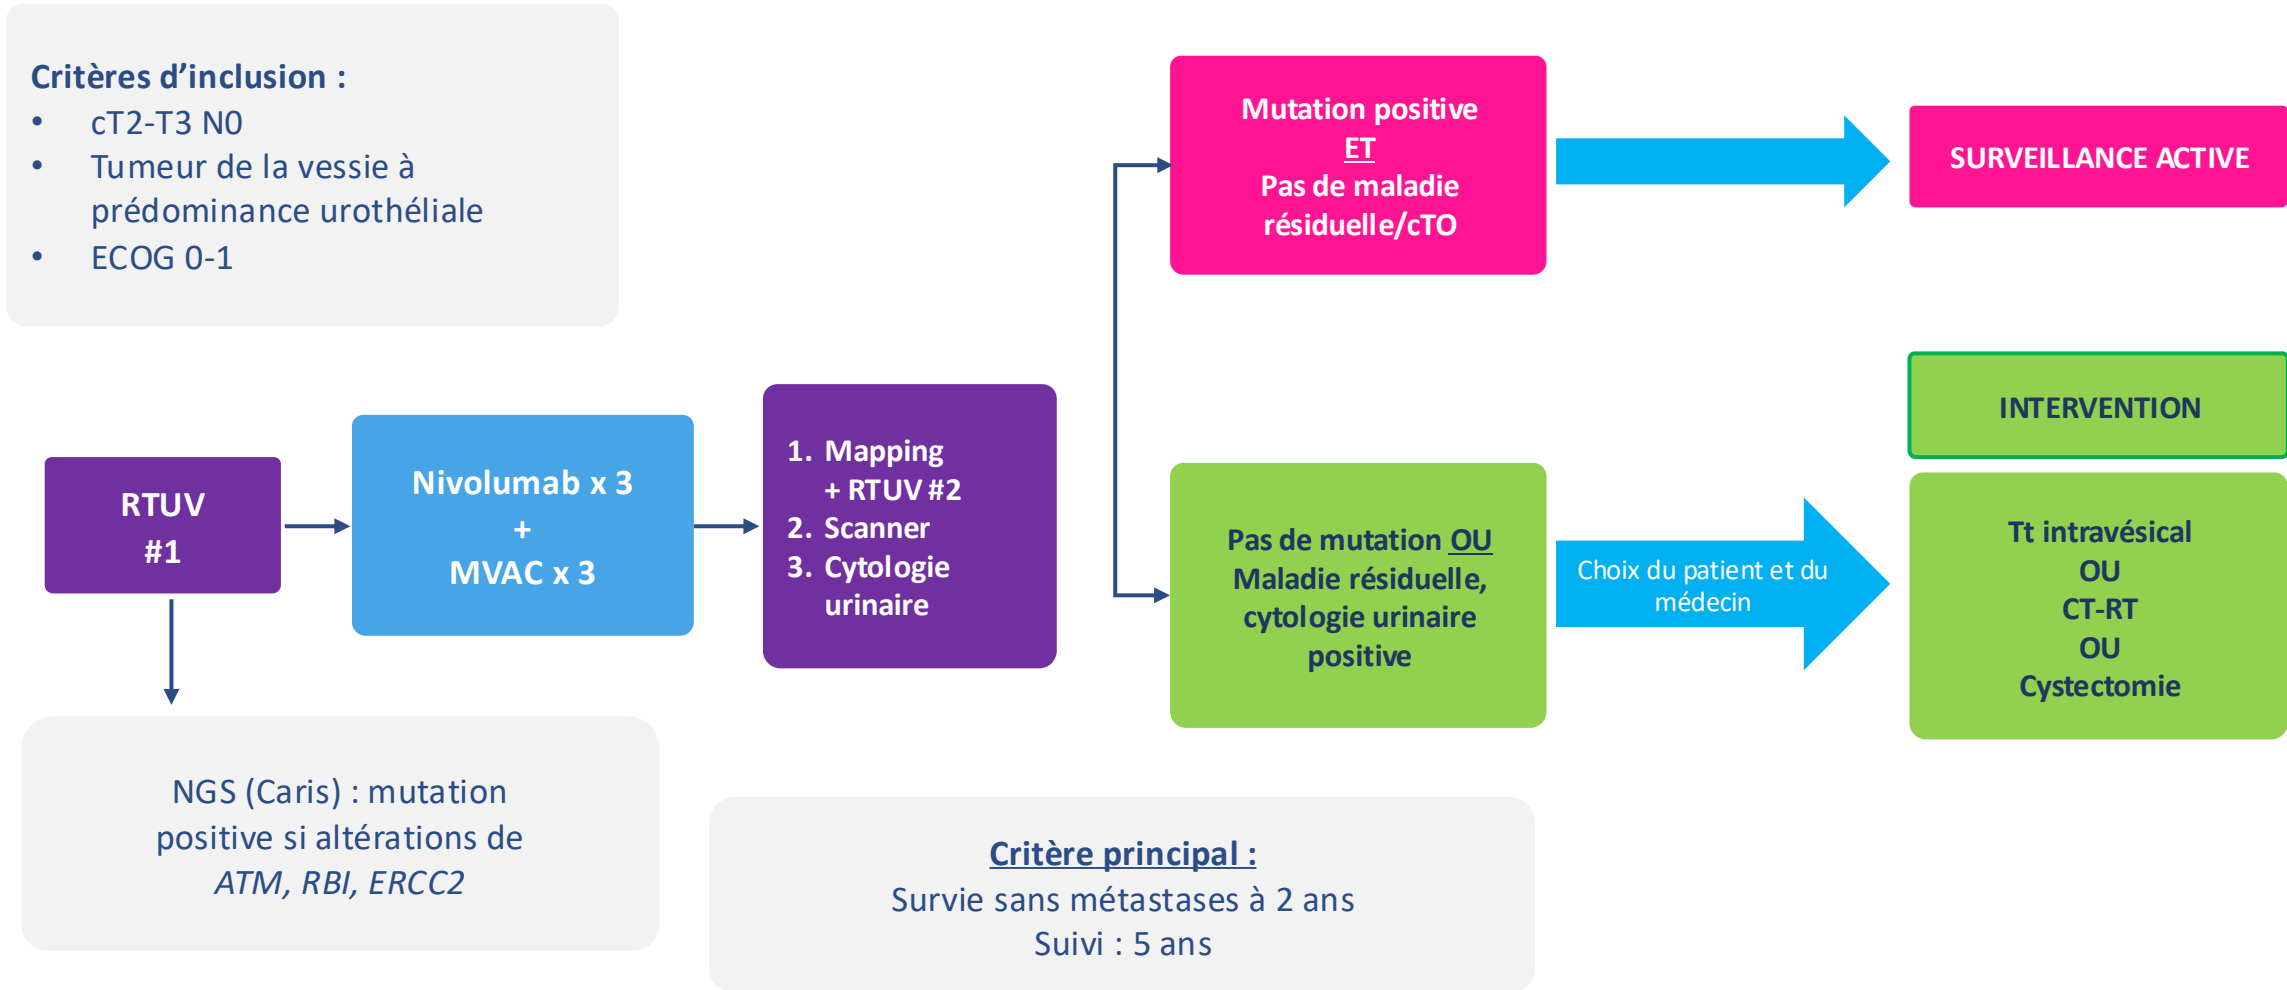 Critères d’inclusion :
• cT2-T3 N0
• Tumeur de la vessie à
prédominance urothéliale
• ECOG 0-1
RTUV
#1
Nivolumab x 3
+
MVAC x 3
1. Mapping
+ RTUV #2
2. Scanner
3. Cytologie
urinaire
Mutation positive
ET
Pas de maladie
résiduelle/cTO
SURVEILLANCE ACTIVE
Pas de mutation OU
Maladie résiduelle,
cytologie urinaire
positive
Choix du patient et du
médecin
INTERVENTION
Tt intravésical
OU
CT-RT
OU
Cystectomie
NGS (Caris) : mutation
positive si altérations de
ATM, RBI, ERCC2
Critère principal :
Survie sans métastases à 2 ans
Suivi : 5 ans